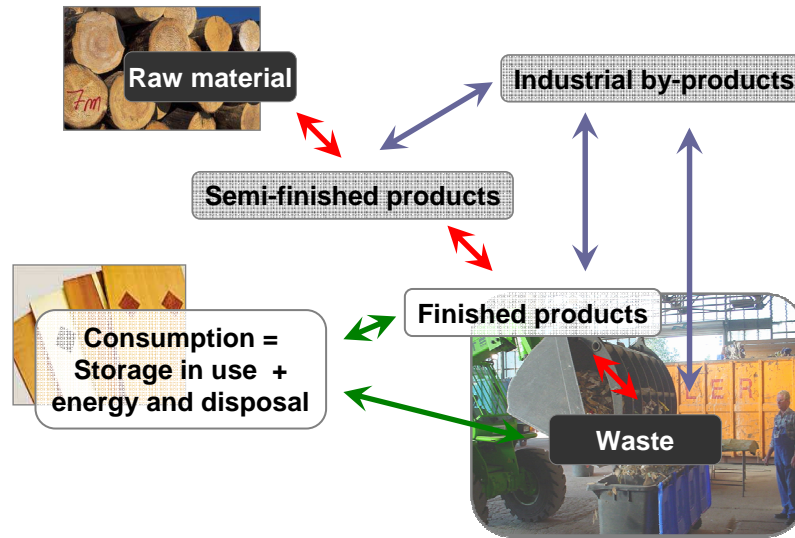 Raw material
Industrial by-products
7m
Semi-finished products
Finished products
Consumption =
Storage in use +
energy and disposal
L E R
Waste